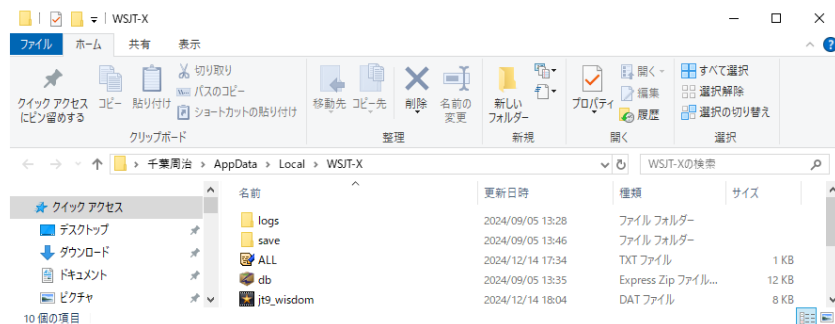 WSJT-X
ファイル ホーム 共有 表示
クイック アクセス
にピン留めする
コピー
貼り付け
切り取り
パスのコピー
ショートカットの貼り付け
クリップボード
移動先 コピー先 削除 名前の
変更
整理
新しい
フォルダー
新規
プロパティ
開く
編集
履歴
開く
すべて選択
選択解除
選択の切り替え
選択
千葉周治 > AppData > Local > WSJT-X
WSJT-Xの検索
クイック アクセス
デスクトップ
ダウンロード
ドキュメント
ピクチャ
名前 更新日時 種類 サイズ
logs 2024/09/05 13:28 ファイル フォルダー
save 2024/09/05 13:46 ファイル フォルダー
ALL 2024/12/14 17:34 TXT ファイル 1 KB
db 2024/09/05 13:35 Express Zip ファイル... 12 KB
jt9_wisdom 2024/12/14 18:04 DAT ファイル 8 KB
10 個の項目